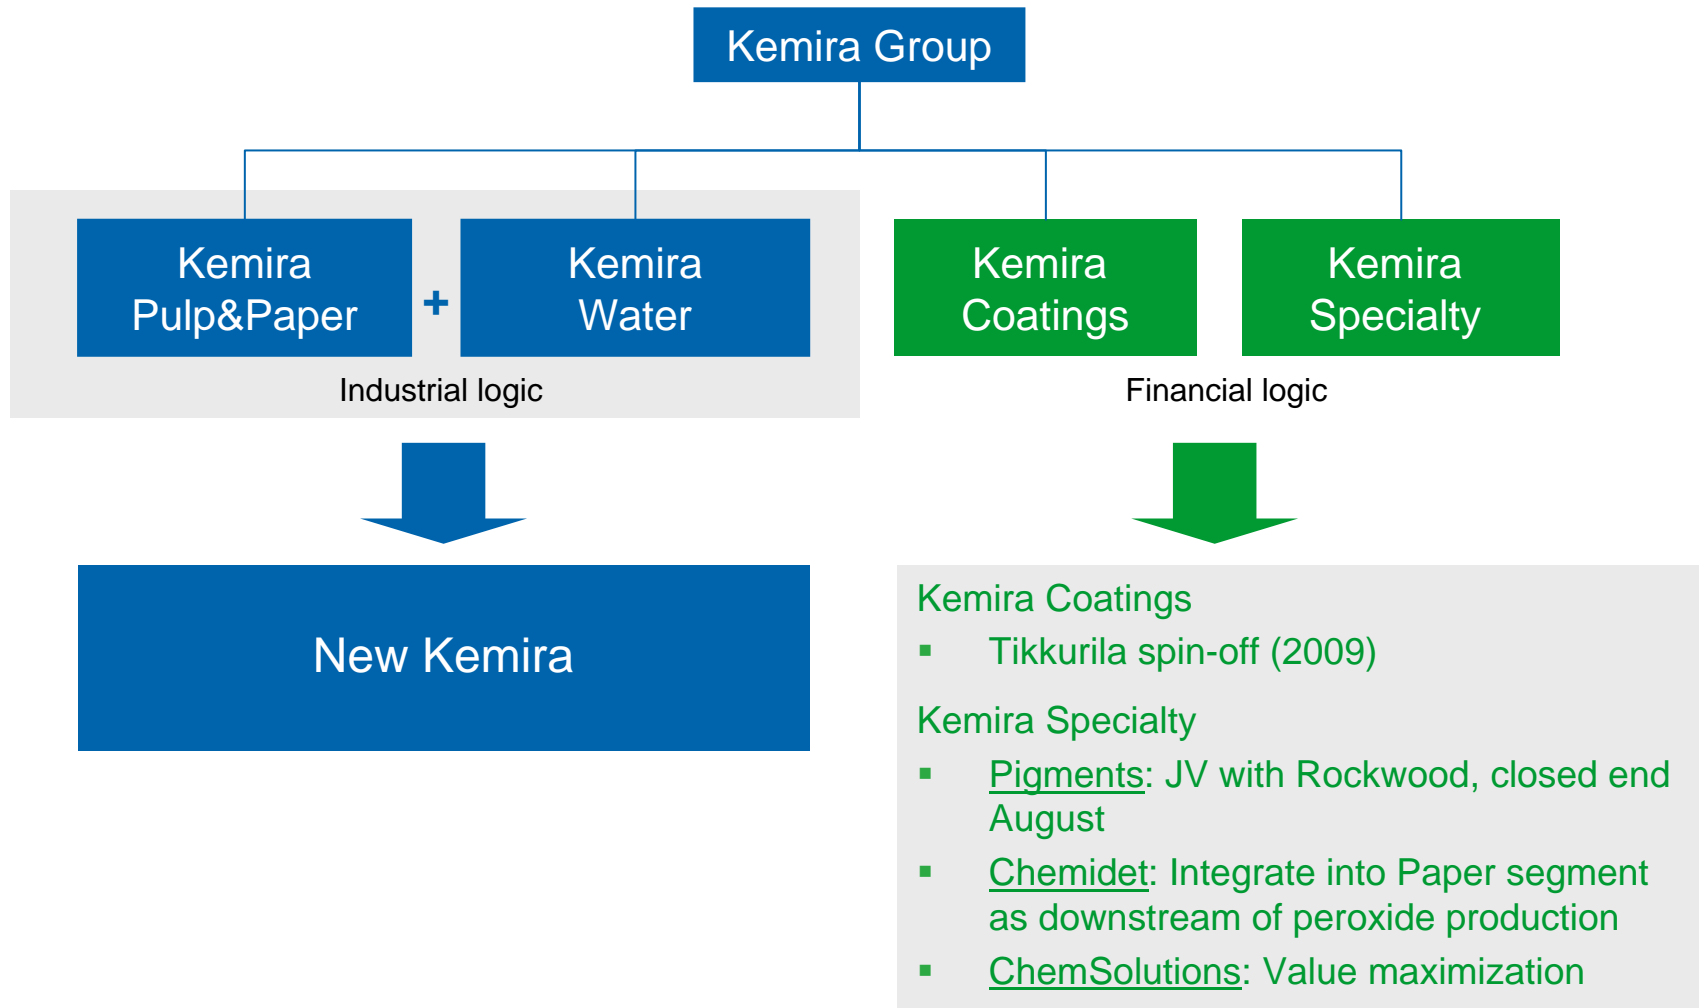 Kemira Group
Kemira
Pulp&Paper
+
Kemira
Water
Kemira
Coatings
Kemira
Specialty
Industrial logic
Financial logic
New Kemira
Kemira Coatings
▪ Tikkurila spin-off (2009)
Kemira Specialty
▪ Pigments: JV with Rockwood, closed end
August
▪ Chemidet: Integrate into Paper segment
as downstream of peroxide production
▪ ChemSolutions: Value maximization